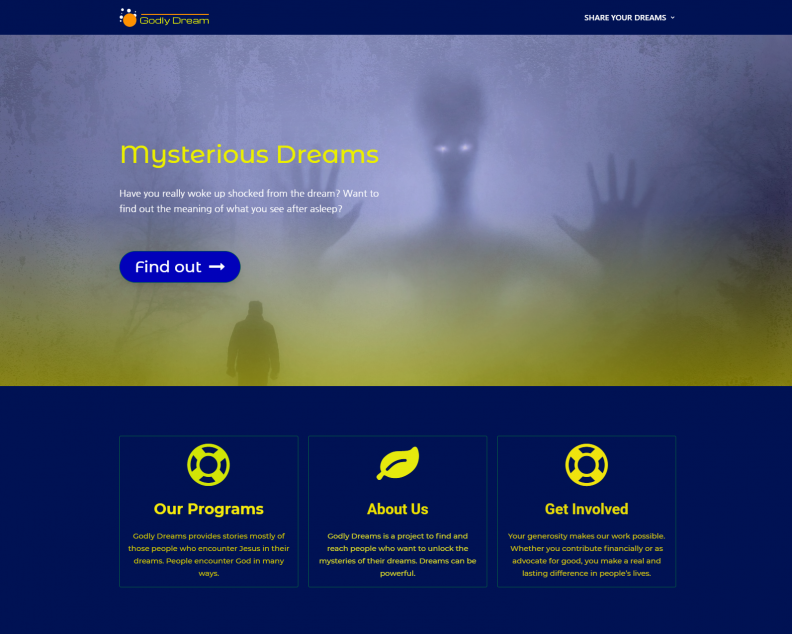 Godly Dream
SHARE YOUR DREAMS
Mysterious Dreams
Have you really woke up shocked from the dream? Want to
find out the meaning of what you see after asleep?
Find out
Our Programs
Godly Dreams provides stories mostly of
those people who encounter Jesus in their
dreams. People encounter God in many
ways.
About Us
Godly Dreams is a project to find and
reach people who want to unlock the
mysteries of their dreams. Dreams can be
powerful.
Get Involved
Your generosity makes our work possible.
Whether you contribute financially or as
advocate for good, you make a real and
lasting difference in people's lives.